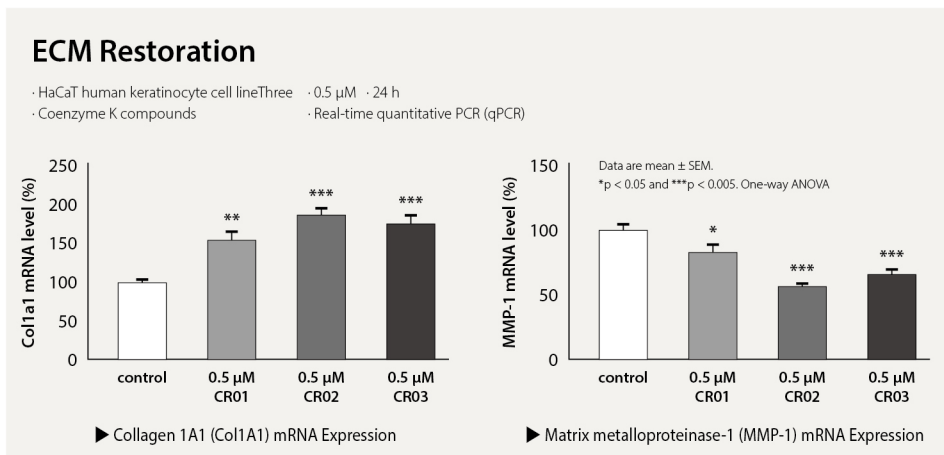 ECM Restoration
· HaCaT human keratinocyte cell lineThree · 0.5 μM · 24 h
· Coenzyme K compounds · Real-time quantitative PCR (qPCR)
Col1a1 mRNA level (%)
250
200
150
100
50
0
**
***
***
control
0.5 μM
CR01
0.5 μM
CR02
0.5 μM
CR03
▶ Collagen 1A1 (Col1A1) mRNA Expression
MMP-1 mRNA level (%)
150
100
50
0
Data are mean ± SEM.
*p < 0.05 and ***p < 0.005. One-way ANOVA
*
***
***
control
0.5 μM
CR01
0.5 μM
CR02
0.5 μM
CR03
▶ Matrix metalloproteinase-1 (MMP-1) mRNA Expression